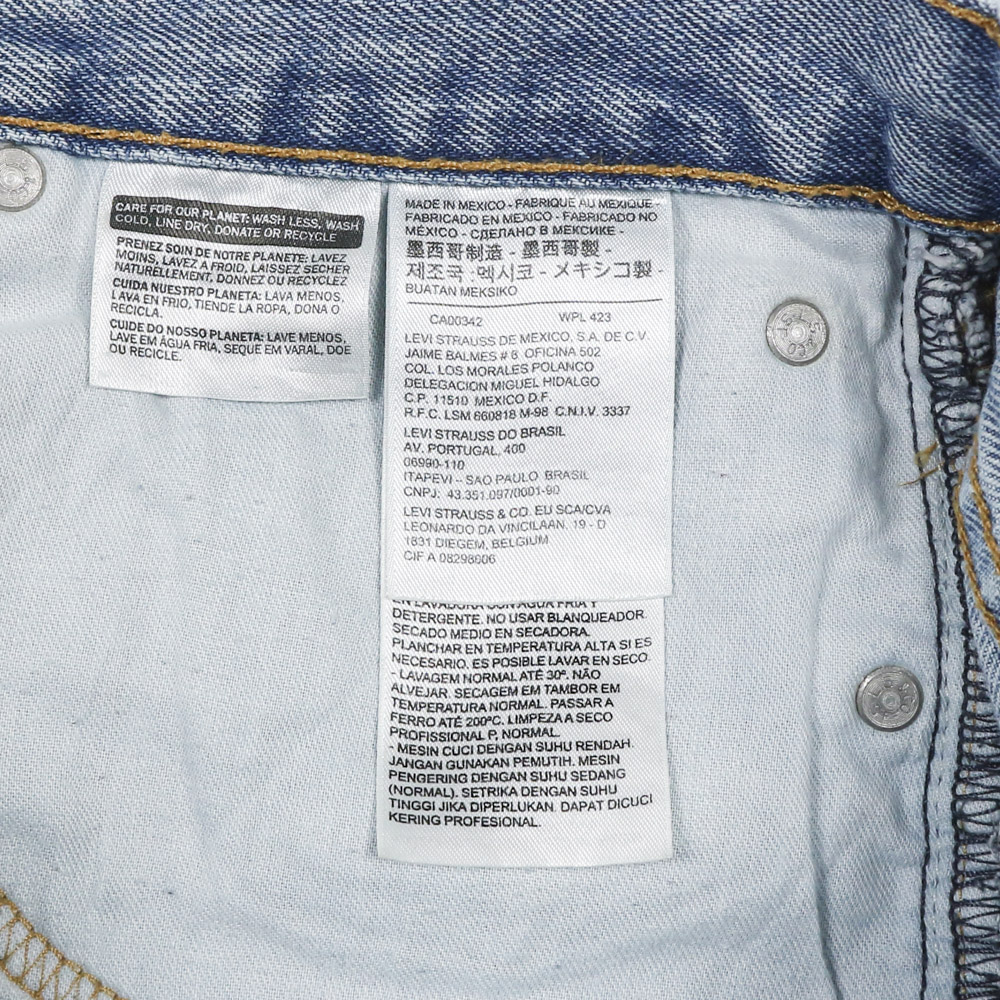 CARE FOR OUR PLANET: WASH LESS, WASH
COLD, LINE DRY, DONATE OR RECYCLE
PRENEZ SOIN DE NOTRE PLANETE: LAVEZ
MOINS, LAVEZ A FROID, LAISSEZ SECHER
NATURELLEMENT, DONNEZ OU RECYCLEZ
CUIDA NUESTRO PLANETA: LAVA MENOS,
LAVA EN FRIO, TIENDE LA ROPA, DONA O
RECICLA.
CUIDE DO NOSSO PLANETA: LAVE MENOS,
LAVE EM ÁGUA FRIA, SEQUE EM VARAL, DOE
OU RECICLE.
MADE IN MEXICO - FABRIQUE AU MEXIQUE -
FABRICADO EN MEXICO - FABRICADO NO
MÉXICO - СДЕЛАНО В МЕКСИКЕ -
墨西哥制造 - 墨西哥製 -
제조국 :멕시코 - メキシコ製 -
BUATAN MEKSIKO
CA00342 WPL 423
LEVI STRAUSS DE MEXICO, S.A. DE C.V.
JAIME BALMES # 8 OFICINA 502
COL. LOS MORALES POLANCO
DELEGACION MIGUEL HIDALGO
C.P. 11510 MEXICO D.F.
R.F.C. LSM 660818 M-98 C.N.I.V. 3337
LEVI STRAUSS DO BRASIL
AV. PORTUGAL, 400
06990-110
ITAPEVI – SAO PAULO BRASIL
CNPJ: 43.351.097/0001-90
LEVI STRAUSS & CO. EU SCA/CVA
LEONARDO DA VINCILAAN, 19 - D
1831 DIEGEM, BELGIUM
CIF A 08298006
EN LAVADORA CON AGUA FRIA Y
DETERGENTE. NO USAR BLANQUEADOR.
SECADO MEDIO EN SECADORA.
PLANCHAR EN TEMPERATURA ALTA SI ES
NECESARIO. ES POSIBLE LAVAR EN SECO.
- LAVAGEM NORMAL ATÉ 30º. NÃO
ALVEJAR. SECAGEM EM TAMBOR EM
TEMPERATURA NORMAL. PASSAR A
FERRO ATÉ 200ºC. LIMPEZA A SECO
PROFISSIONAL P, NORMAL.
- MESIN CUCI DENGAN SUHU RENDAH.
JANGAN GUNAKAN PEMUTIH. MESIN
PENGERING DENGAN SUHU SEDANG
(NORMAL). SETRIKA DENGAN SUHU
TINGGI JIKA DIPERLUKAN. DAPAT DICUCI
KERING PROFESIONAL.